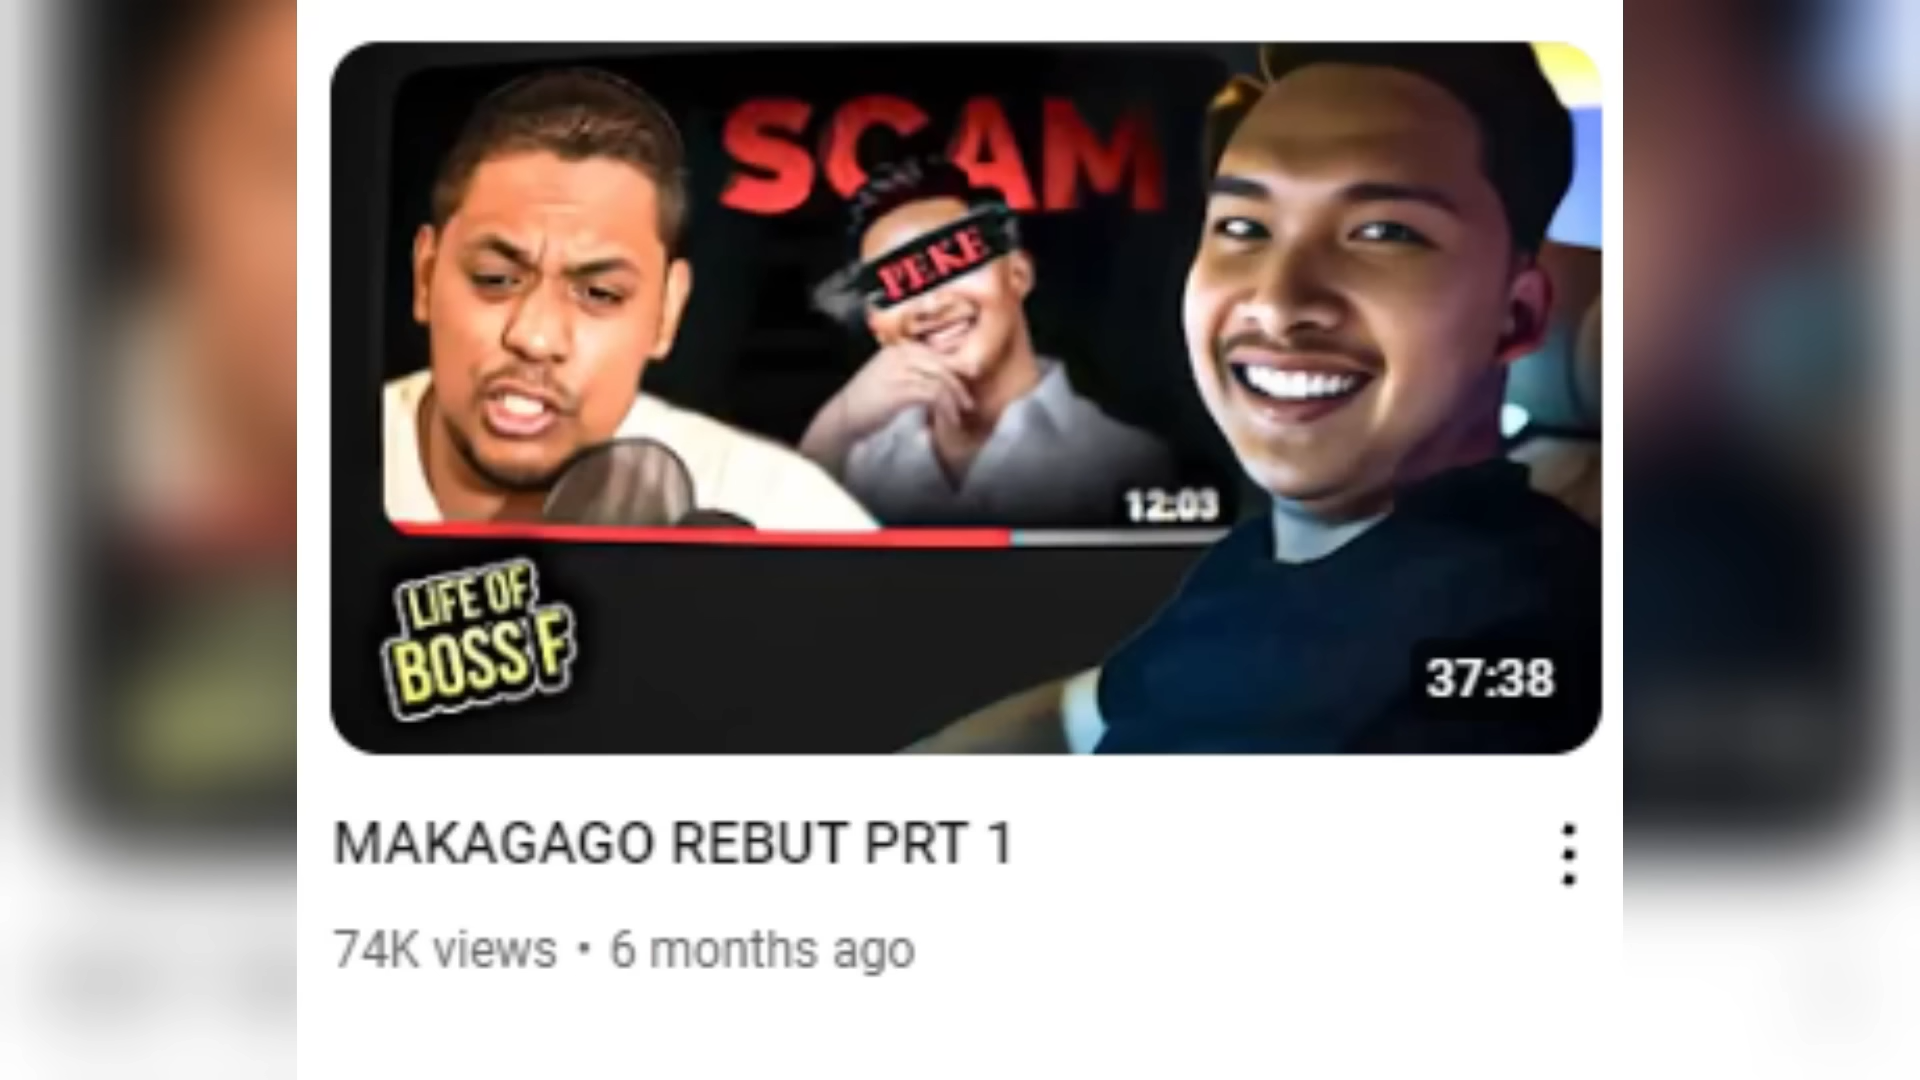 SCAM
PEKE
12:03
LIFE OF
BOSS F
37:38
MAKAGAGO REBUT PRT 1
74K views • 6 months ago